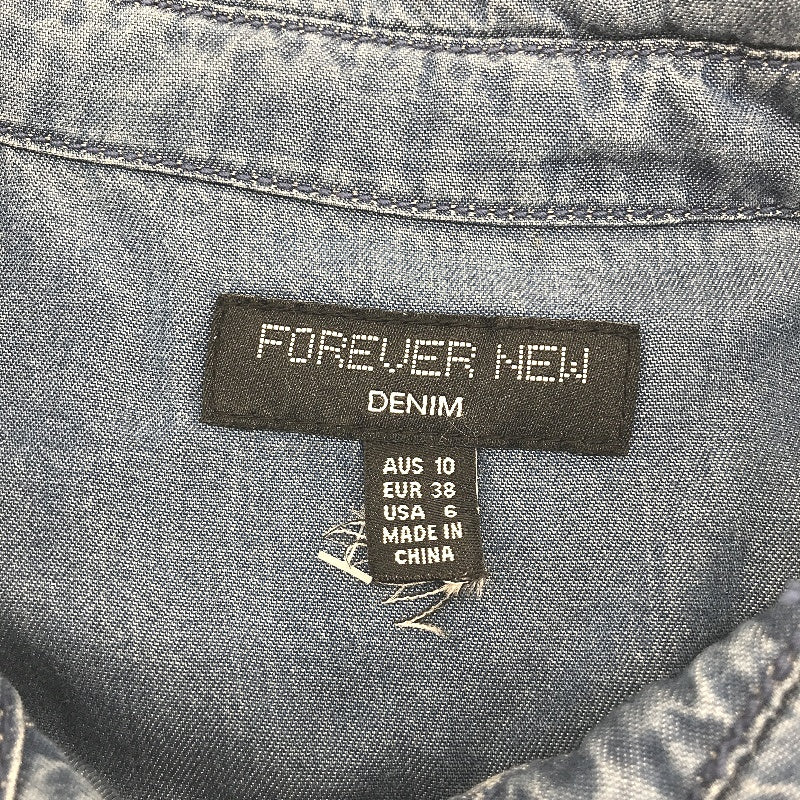 FOREVER NEW
DENIM
AUS 10
EUR 38
USA 6
MADE IN
CHINA